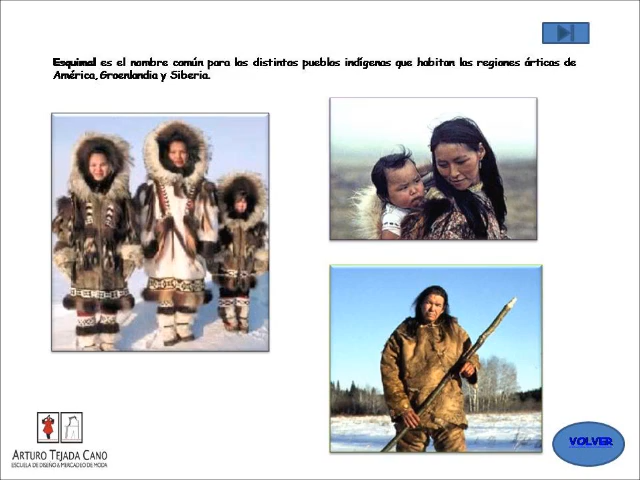 Esquimal es el nombre común para los distintos pueblos indígenas que habitan las regiones árticas de
América, Groenlandia y Siberia.
VOLVER
ARTURO TEJADA CANO
ESCUELA DE DISEÑO & MERCADEO DE MODA